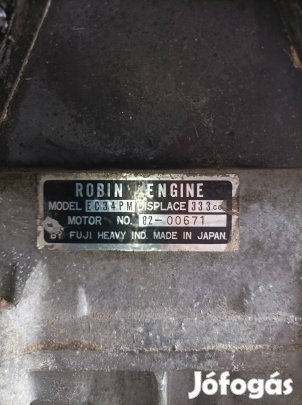 ROBIN ENGINE
MODEL EC34PM DISPLACE 333cc
MOTOR NO. 82-00671
BY FUJI HEAVY IND. MADE IN JAPAN.
Jófogás